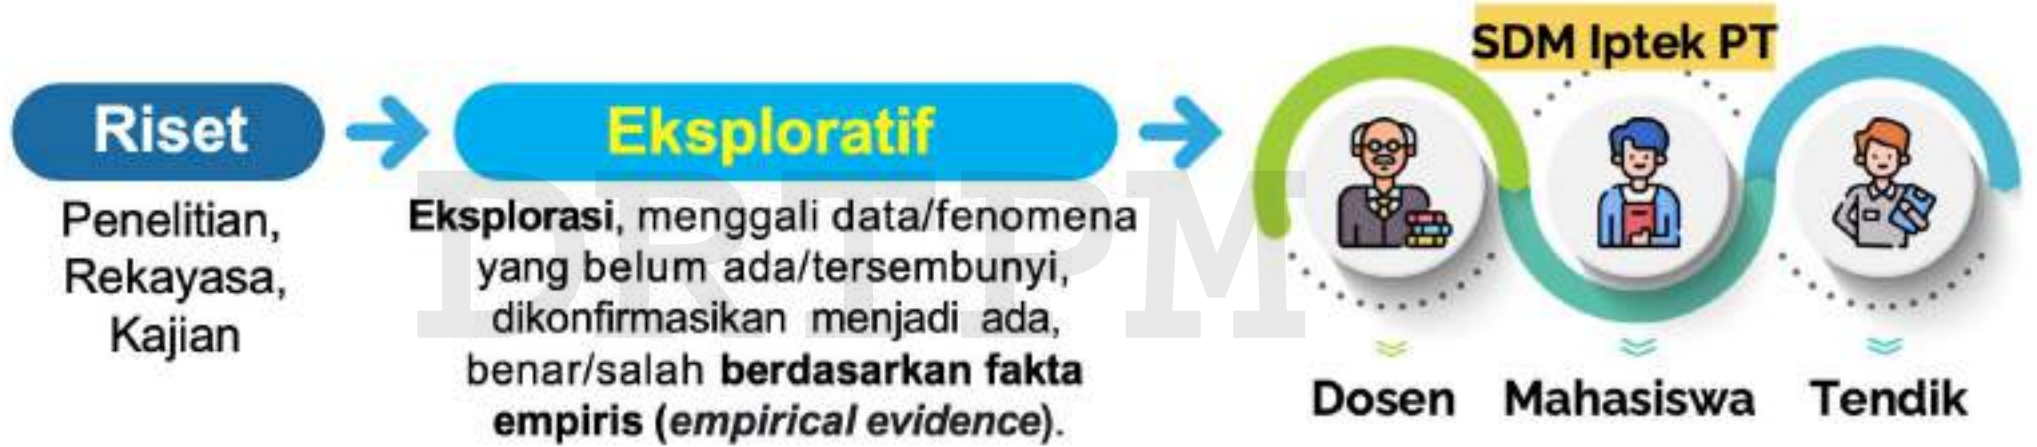 Riset
Penelitian,
Rekayasa,
Kajian
Eksploratif
Eksplorasi, menggali data/fenomena
yang belum ada/tersembunyi,
dikonfirmasikan menjadi ada,
benar/salah berdasarkan fakta
empiris (empirical evidence).
SDM Iptek PT
Dosen
Mahasiswa
Tendik
DRTPM